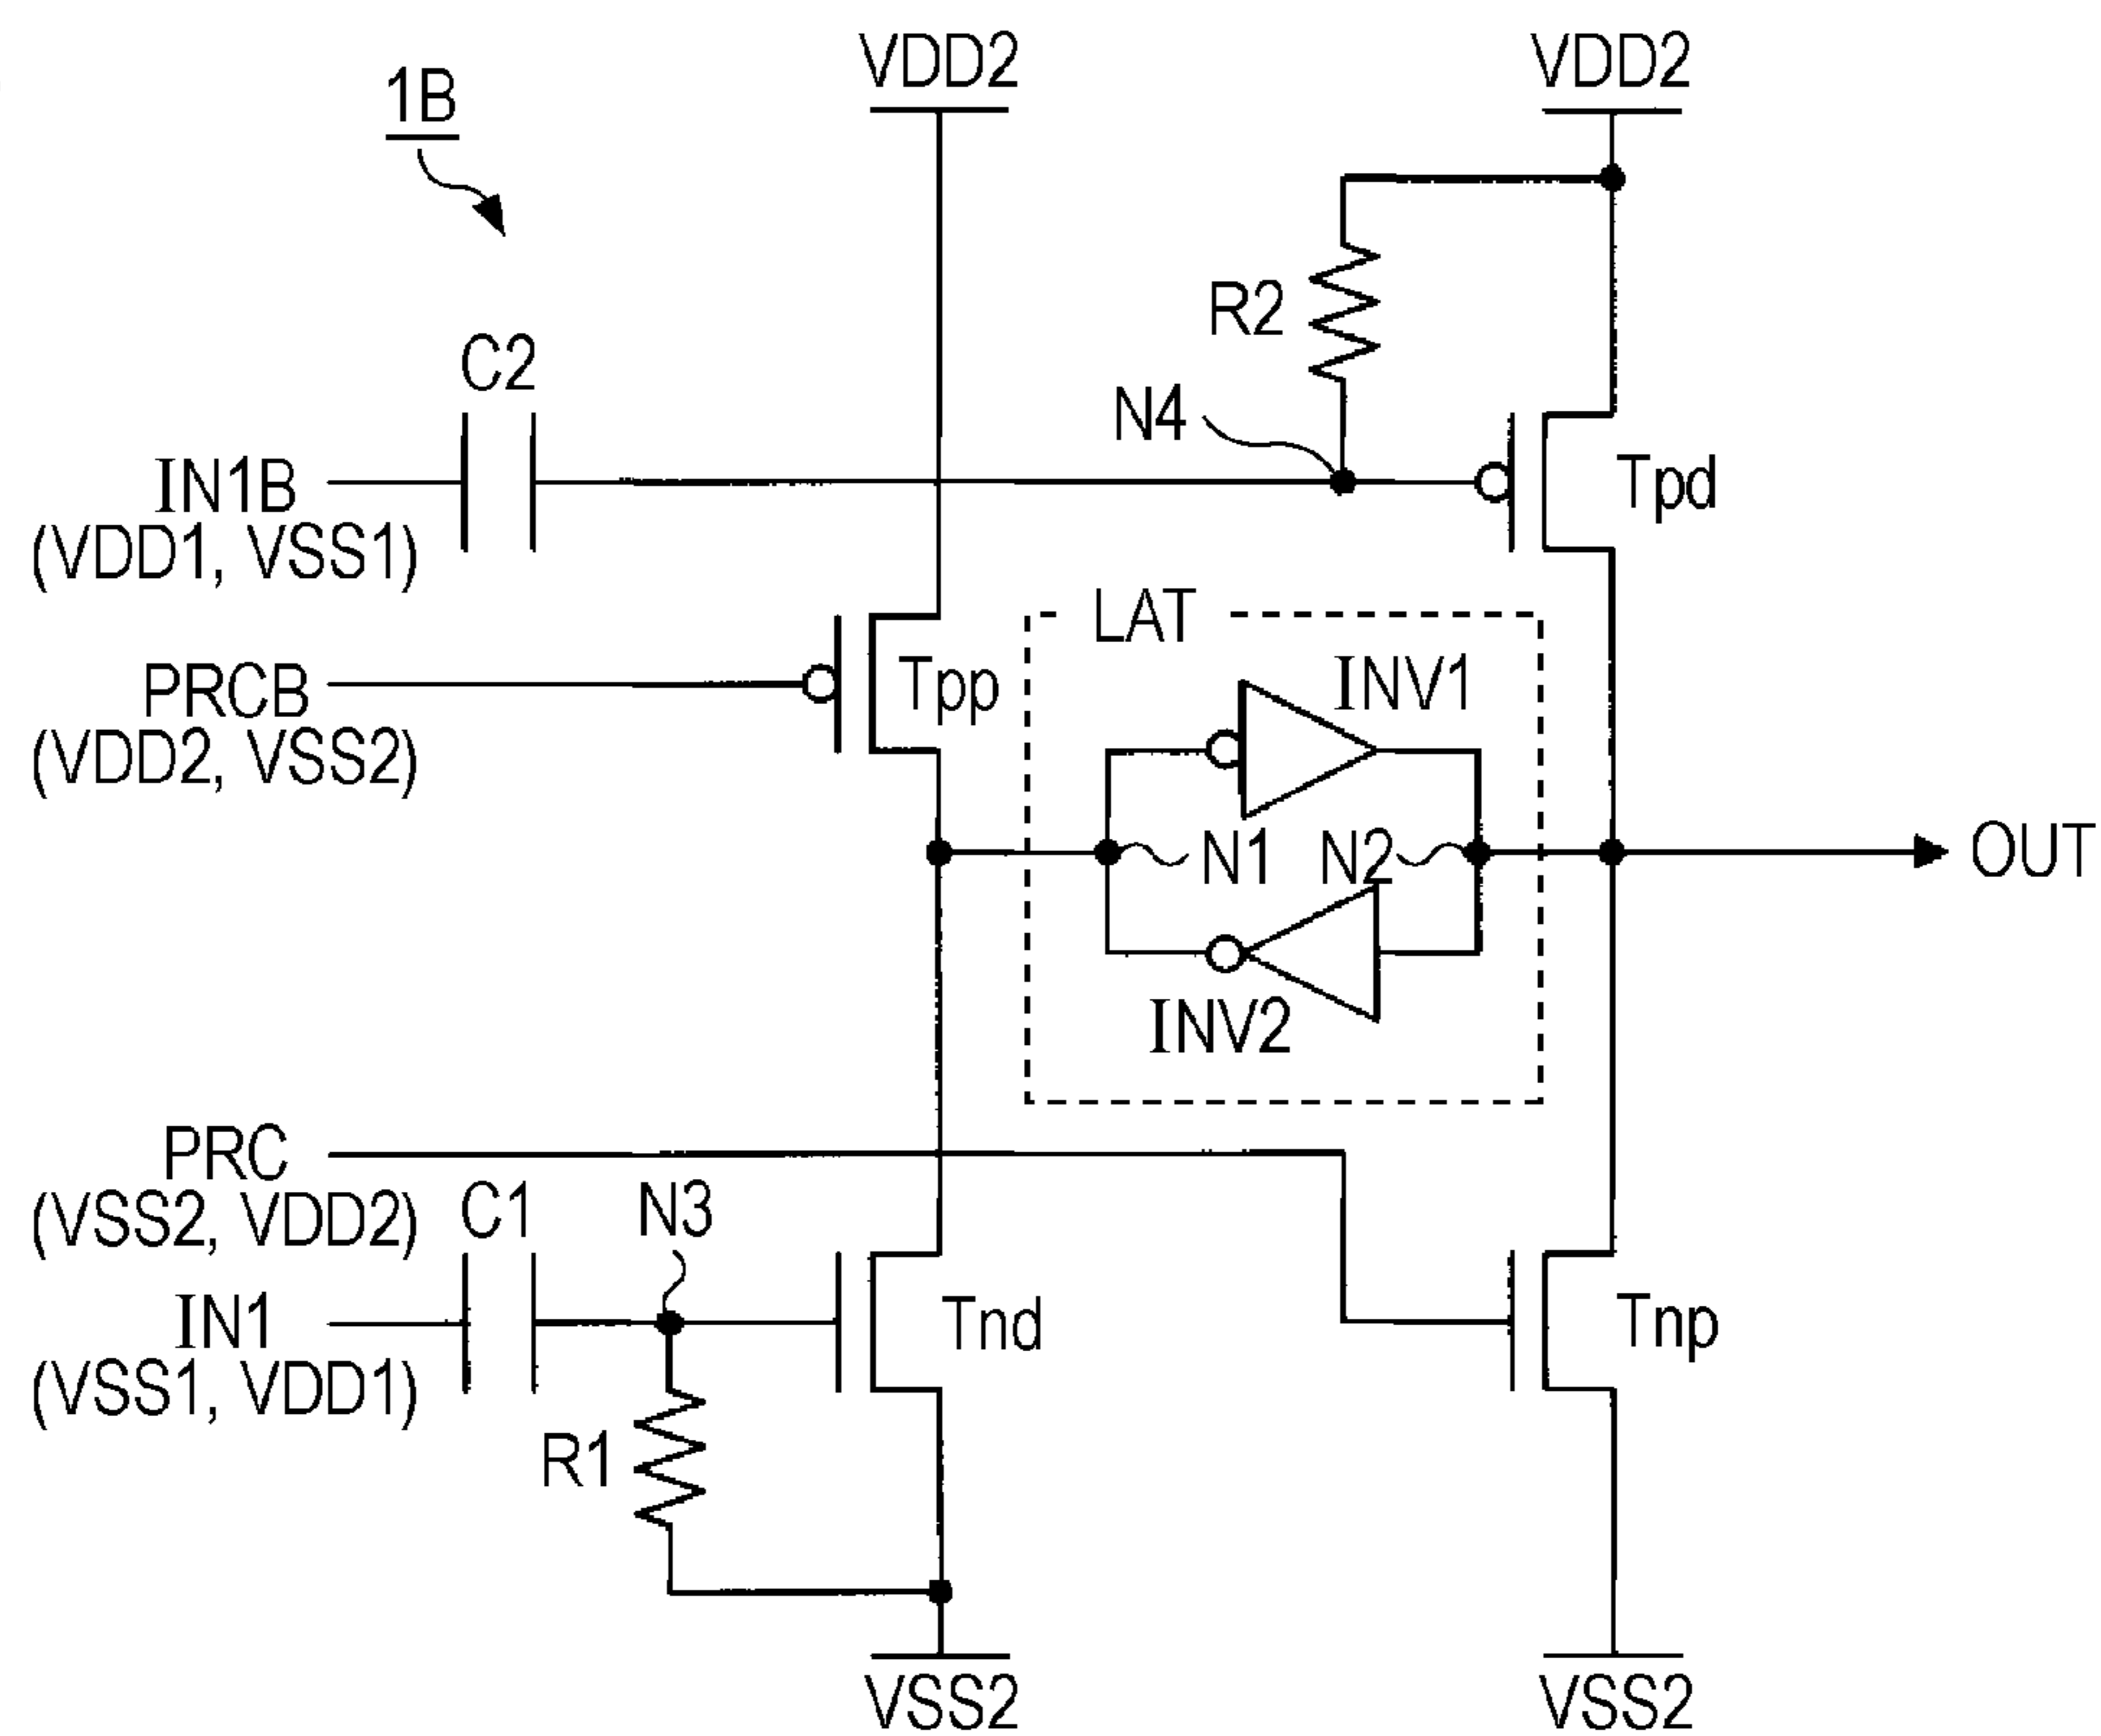 1B
VDD2
VDD2
R2
C2
N4
IN1B
(VDD1, VSS1)
Tpd
LAT
PRCB
(VDD2, VSS2)
Tpp
INV1
N1
N2
OUT
INV2
PRC
(VSS2, VDD2)
C1
N3
IN1
(VSS1, VDD1)
Tnd
Tnp
R1
VSS2
VSS2